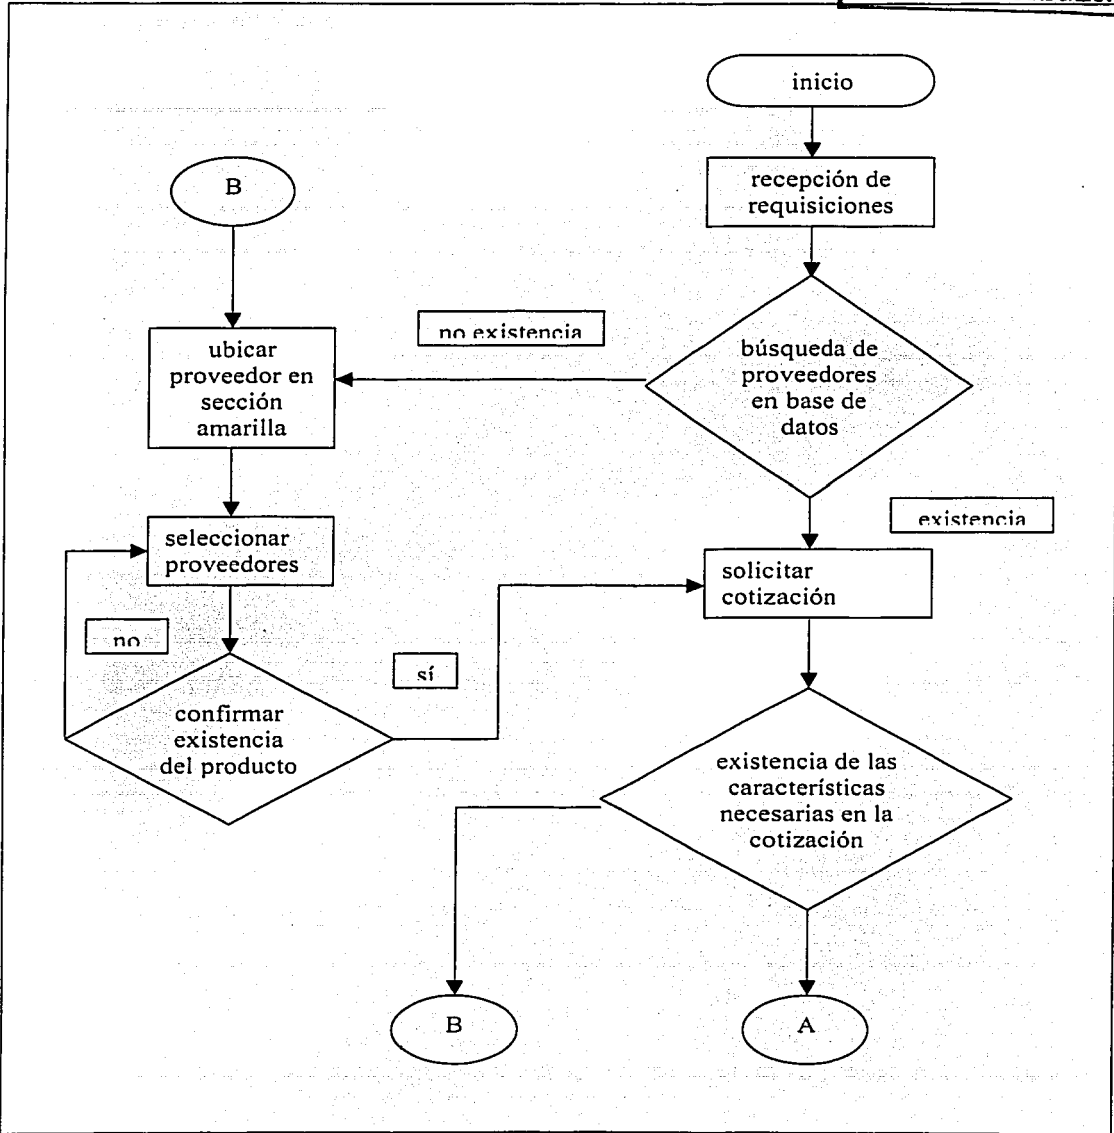 inicio
recepción de
requisiciones
B
no existencia
búsqueda de
proveedores
en base de
datos
ubicar
proveedor en
sección
amarilla
existencia
seleccionar
proveedores
solicitar
cotización
no
sí
confirmar
existencia
del producto
existencia de las
características
necesarias en la
cotización
B
A